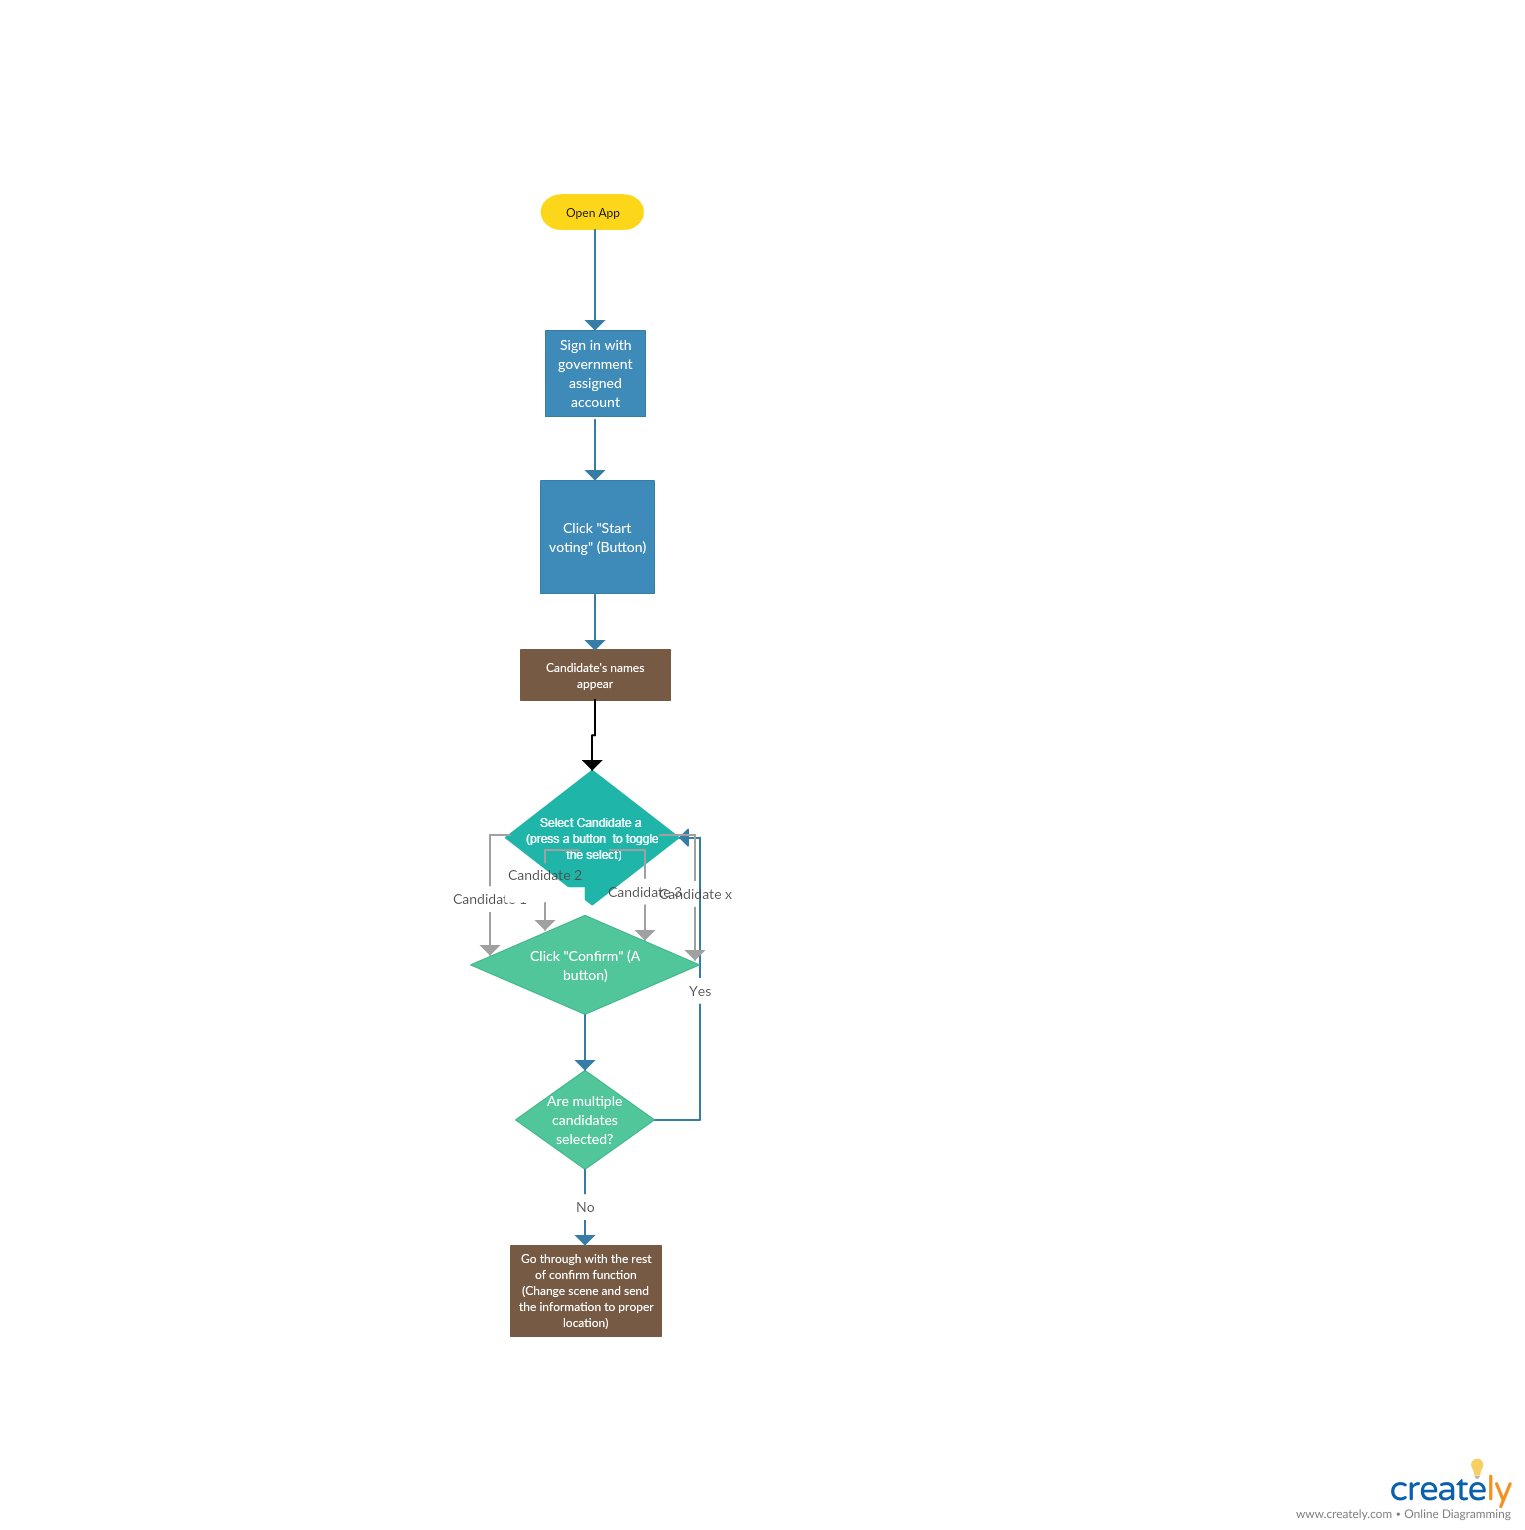 Open App
Sign in with
government
assigned
account
Click "Start
voting" (Button)
Candidate's names
appear
Select Candidate a
(press a button to toggle
the select)
Candidate 2
Candidate 3
Candidate x
Candidate 1
Click "Confirm" (A
button)
Yes
Are multiple
candidates
selected?
No
Go through with the rest
of confirm function
(Change scene and send
the information to proper
location)
creately
www.creately.com • Online Diagramming